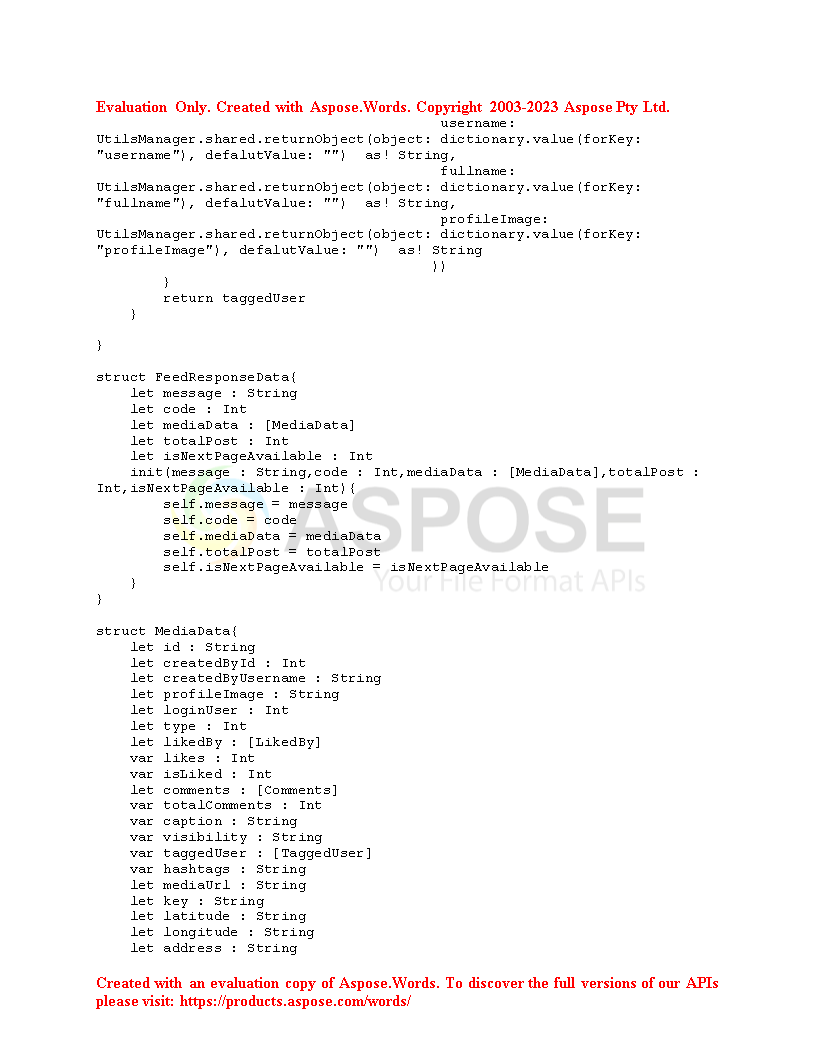 Evaluation Only. Created with Aspose.Words. Copyright 2003-2023 Aspose Pty Ltd.
username:
UtilsManager.shared.returnObject(object: dictionary.value(forKey:
"username"), defalutValue: "")  as! String,
fullname:
UtilsManager.shared.returnObject(object: dictionary.value(forKey:
"fullname"), defalutValue: "")  as! String,
profileImage:
UtilsManager.shared.returnObject(object: dictionary.value(forKey:
"profileImage"), defalutValue: "")  as! String
))
}
return taggedUser
}
}
struct FeedResponseData{
let message : String
let code : Int
let mediaData : [MediaData]
let totalPost : Int
let isNextPageAvailable : Int
init(message : String,code : Int,mediaData : [MediaData],totalPost :
Int,isNextPageAvailable : Int){
self.message = message
self.code = code
self.mediaData = mediaData
self.totalPost = totalPost
self.isNextPageAvailable = isNextPageAvailable
}
}
ASPOSE
Your File Format APIs
struct MediaData{
let id : String
let createdById : Int
let createdByUsername : String
let profileImage : String
let loginUser : Int
let type : Int
let likedBy : [LikedBy]
var likes : Int
var isLiked : Int
let comments : [Comments]
var totalComments : Int
var caption : String
var visibility : String
var taggedUser : [TaggedUser]
var hashtags : String
let mediaUrl : String
let key : String
let latitude : String
let longitude : String
let address : String
Created with an evaluation copy of Aspose.Words. To discover the full versions of our APIs
please visit: https://products.aspose.com/words/